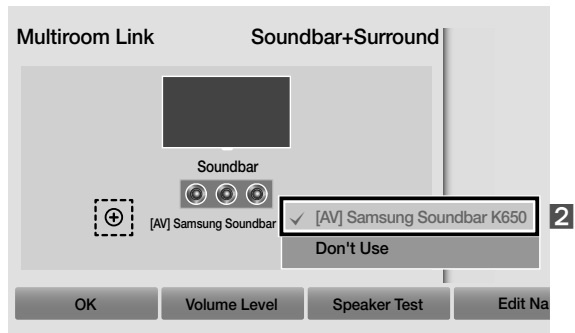 Multiroom Link Soundbar+Surround
Soundbar
[AV] Samsung Soundbar
[AV] Samsung Soundbar K650
2
Don't Use
OK Volume Level Speaker Test Edit Na